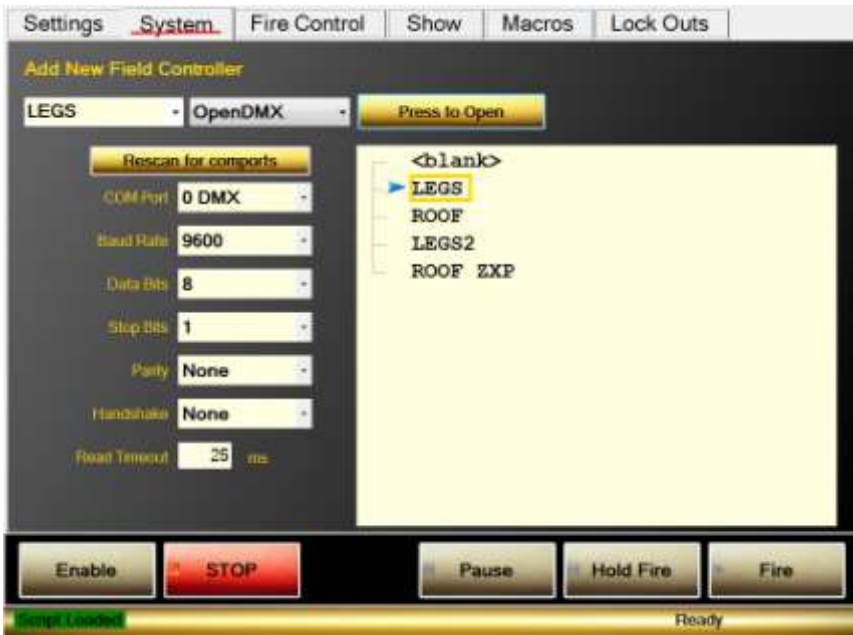 Settings System Fire Control Show Macros Lock Outs
Add New Field Controller
LEGS OpenDMX Press to Open
Rescan for comports
COM Port 0 DMX
Baud Rate 9600
Data Bits 8
Stop Bits 1
Parity None
Handshake None
Read Timeout 25 ms
<blank>
LEGS
ROOF
LEGS2
ROOF ZXP
Enable STOP Pause Hold Fire Fire
Script Loaded Ready